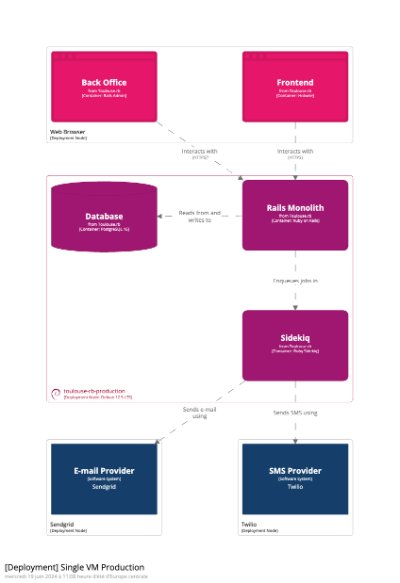 Back Office
from Toulouse-rb
[Container: Rails Admin]
Frontend
from Toulouse-rb
[Container: Hotwire]
Web Browser
[Deployment Node]
Interacts with
Interacts with
Database
from Toulouse-rb
[Container: PostgreSQL 16]
Reads from and
writes to
Rails Monolith
from Toulouse-rb
[Container: Ruby on Rails]
Enqueues jobs in
Sidekiq
from Toulouse-rb
[Container: Ruby/Sidekiq]
toulouse-rb-production
[Deployment Node: Debian
Sends e-mail
using
Sends SMS using
E-mail Provider
[Software System]
Sendgrid
SMS Provider
[Software System]
Twilio
Sendgrid
[Deployment Node]
Twilio
[Deployment Node]
[Deployment] Single VM Production
mercredi 19 juin 2024 à 11:08 heure d'été d'Europe centrale